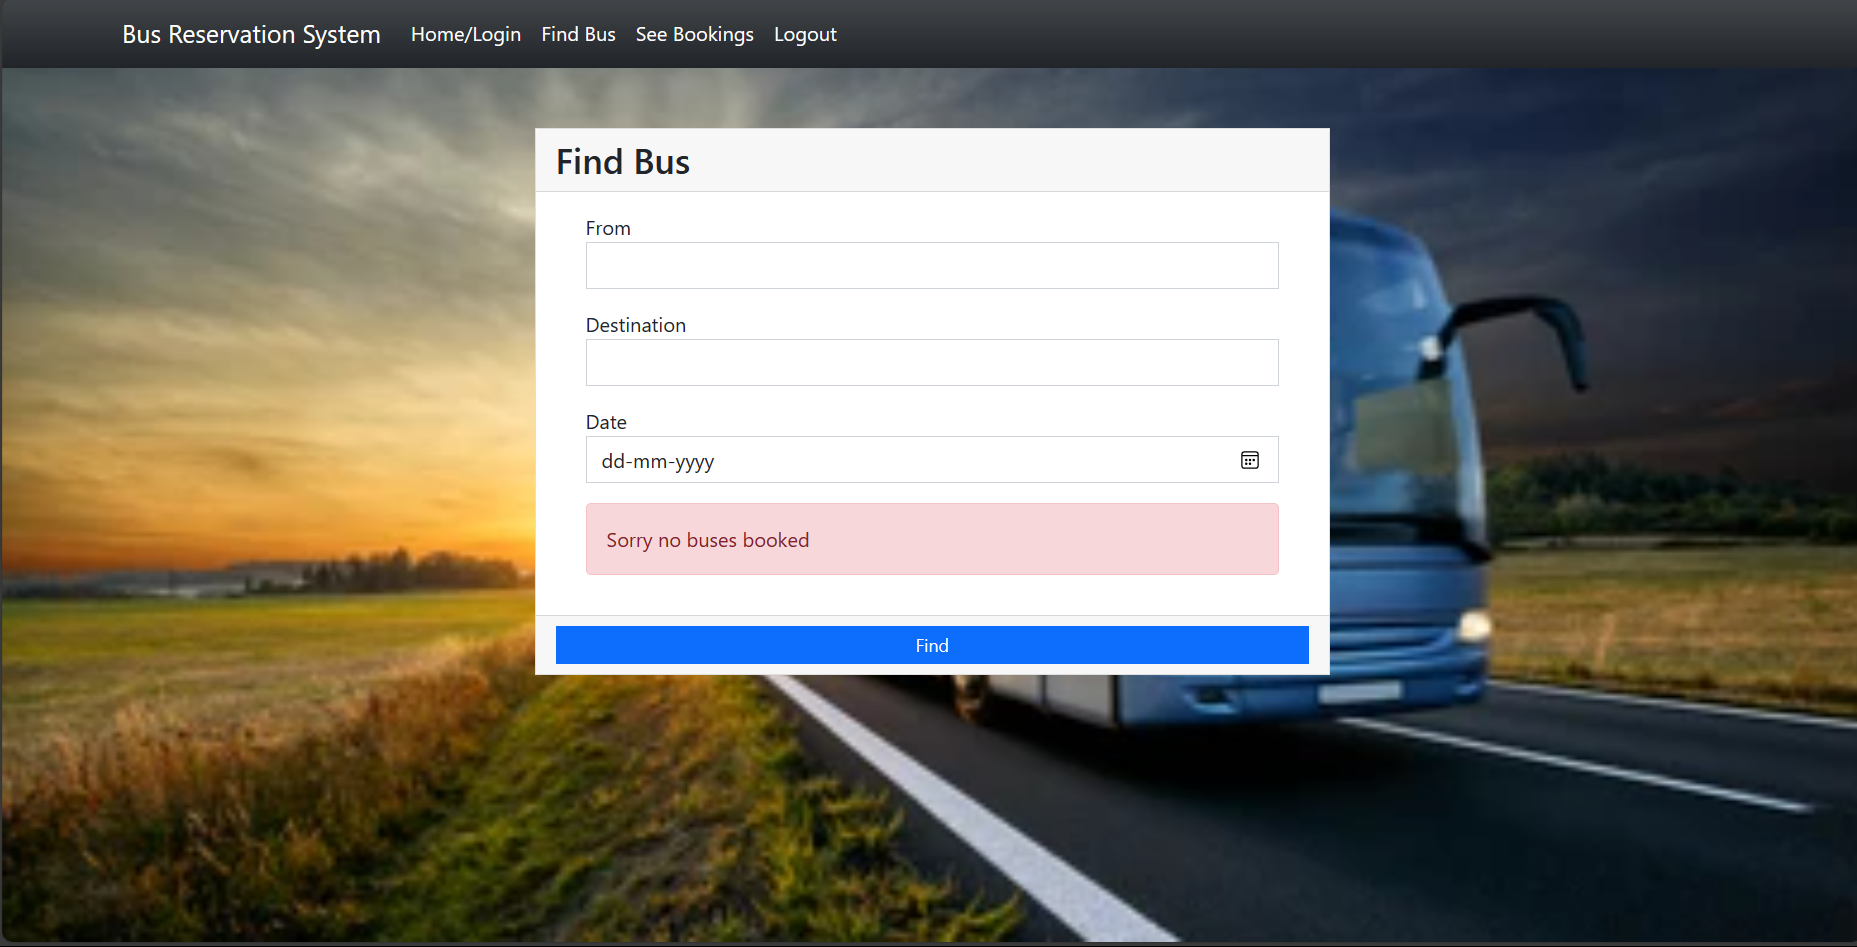 Bus Reservation System Home/Login Find Bus See Bookings Logout
Find Bus
From
Destination
Date
dd-mm-yyyy
Sorry no buses booked
Find